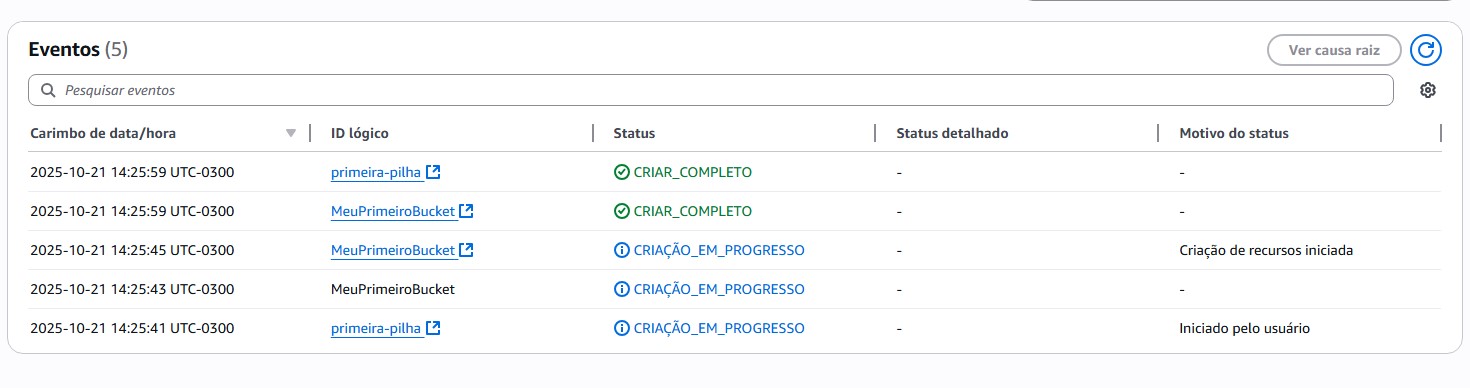 Eventos (5)
Ver causa raiz
Pesquisar eventos
Carimbo de data/hora ID lógico Status Status detalhado Motivo do status
2025-10-21 14:25:59 UTC-0300 primeira-pilha CRIAR_COMPLETO - -
2025-10-21 14:25:59 UTC-0300 MeuPrimeiroBucket CRIAR_COMPLETO - -
2025-10-21 14:25:45 UTC-0300 MeuPrimeiroBucket CRIAÇÃO_EM_PROGRESSO - Criação de recursos iniciada
2025-10-21 14:25:43 UTC-0300 MeuPrimeiroBucket CRIAÇÃO_EM_PROGRESSO - -
2025-10-21 14:25:41 UTC-0300 primeira-pilha CRIAÇÃO_EM_PROGRESSO - Iniciado pelo usuário